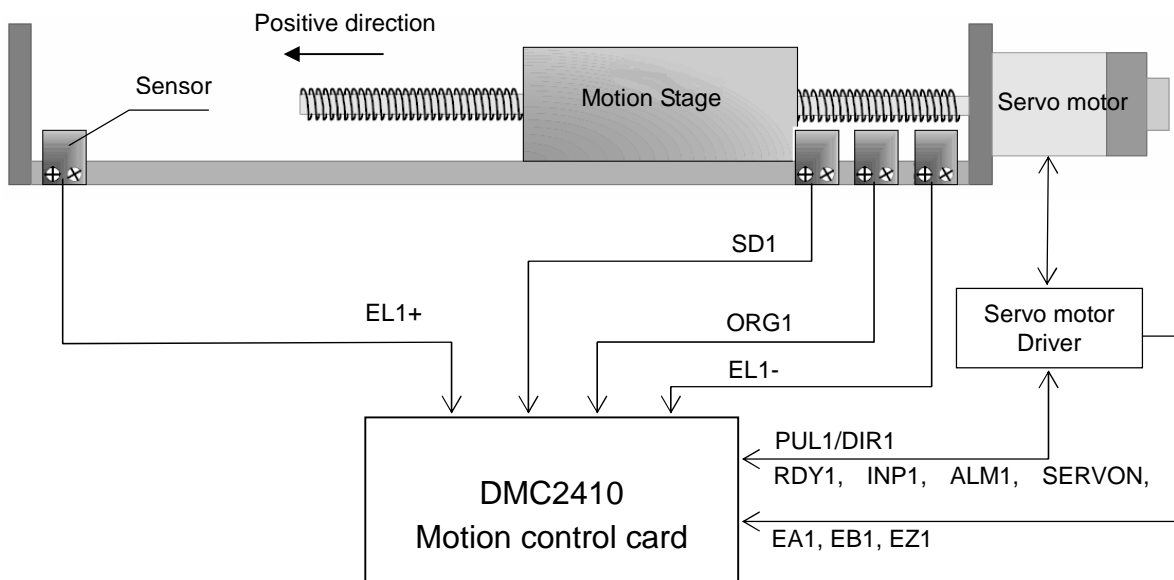 Positive direction
Sensor
Motion Stage
Servo motor
SD1
EL1+
ORG1
Servo motor
Driver
EL1-
PUL1/DIR1
RDY1, INP1, ALM1, SERVON,
DMC2410
Motion control card
EA1, EB1, EZ1